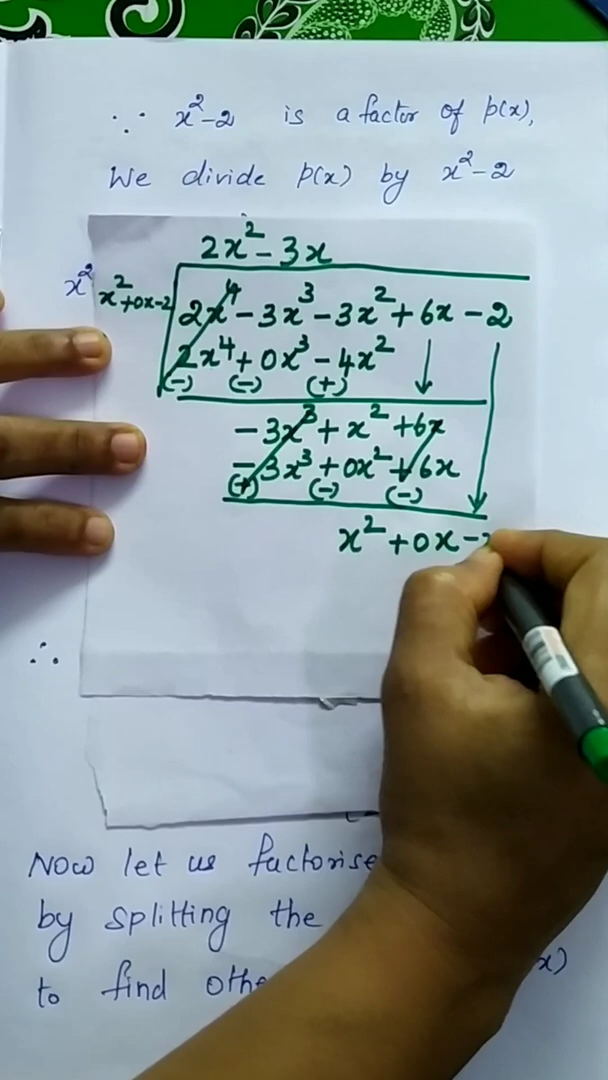 ∵ x²-2 is a factor of p(x),
We divide p(x) by x²-2
2x² - 3x
x² x²+0x-2 2x⁴ - 3x³ - 3x² + 6x - 2
2x⁴ + 0x³ - 4x²
(-) (-) (+)
-3x³ + x² + 6x
-3x³ + 0x² + 6x
(+) (-) (-)
x² + 0x -
∴
Now let us factorise
by splitting the
to find x)